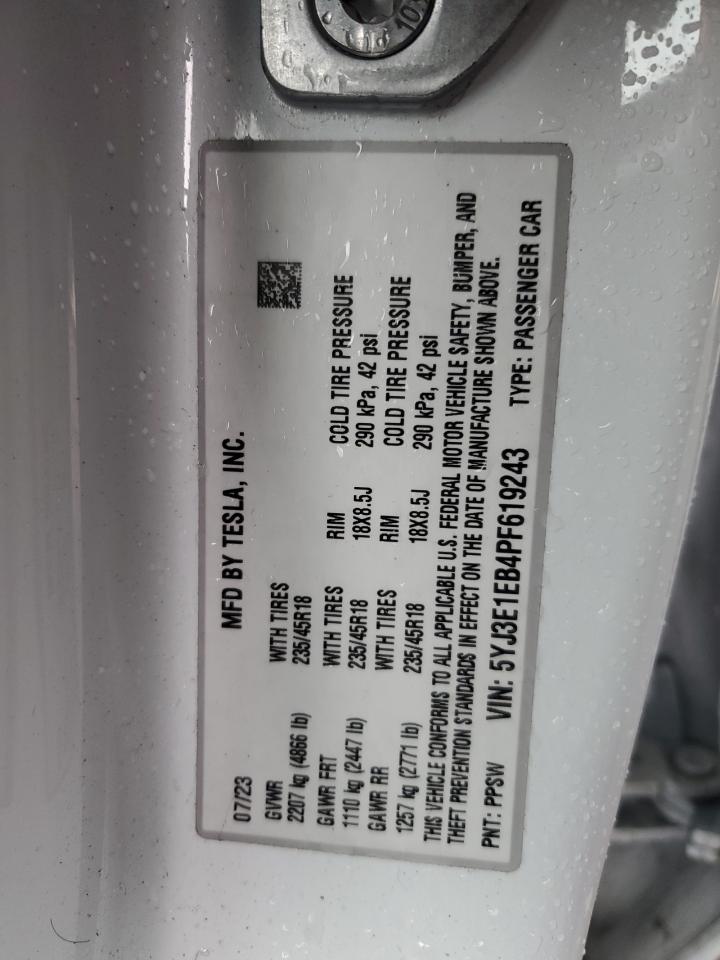 07/23 MFD BY TESLA, INC.
GVWR WITH TIRES
2207 kg (4866 lb) 235/45R18
GAWR FRT WITH TIRES RIM COLD TIRE PRESSURE
1110 kg (2447 lb) 235/45R18 18X8.5J 290 kPa, 42 psi
GAWR RR WITH TIRES RIM COLD TIRE PRESSURE
1257 kg (2771 lb) 235/45R18 18X8.5J 290 kPa, 42 psi
THIS VEHICLE CONFORMS TO ALL APPLICABLE U.S. FEDERAL MOTOR VEHICLE SAFETY, BUMPER, AND
THEFT PREVENTION STANDARDS IN EFFECT ON THE DATE OF MANUFACTURE SHOWN ABOVE.
PNT: PPSW VIN: 5YJ3E1EB4PF619243 TYPE: PASSENGER CAR